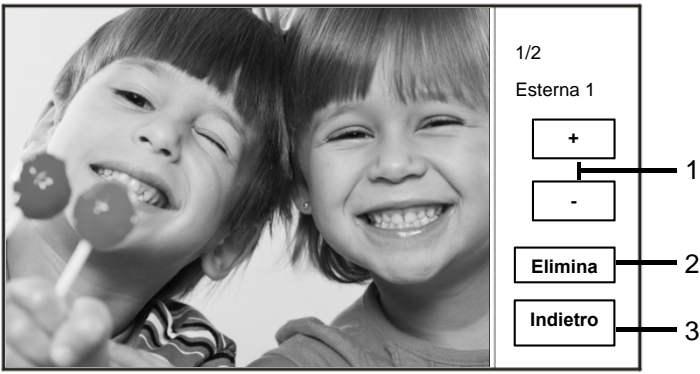 1/2
Esterna 1
+
1
-
Elimina
2
Indietro
3